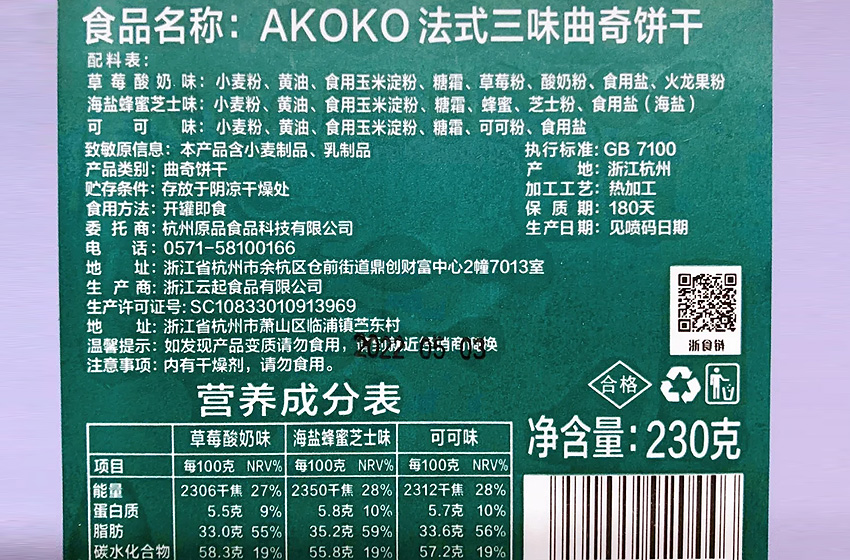 食品名称：AKOKO 法式三味曲奇饼干
配料表：
草莓酸奶味：小麦粉、黄油、食用玉米淀粉、糖霜、草莓粉、酸奶粉、食用盐、火龙果粉
海盐蜂蜜芝士味：小麦粉、黄油、食用玉米淀粉、糖霜、蜂蜜、芝士粉、食用盐（海盐）
可可味：小麦粉、黄油、食用玉米淀粉、糖霜、可可粉、食用盐
致敏原信息：本产品含小麦制品、乳制品
产品类别：曲奇饼干
贮存条件：存放于阴凉干燥处
食用方法：开罐即食
委托商：杭州原品食品科技有限公司
电话：0571-58100166
地址：浙江省杭州市余杭区仓前街道鼎创财富中心2幢7013室
生产商：浙江云起食品有限公司
生产许可证号：SC10833010913969
地址：浙江省杭州市萧山区临浦镇苎东村
温馨提示：如发现产品变质请勿食用，就近经销商调换
2022 05 03
注意事项：内有干燥剂，请勿食用。
执行标准：GB 7100
产地：浙江杭州
加工工艺：热加工
保质期：180天
生产日期：见喷码日期
浙食链
合格
净含量：230克
营养成分表
草莓酸奶味 海盐蜂蜜芝士味 可可味
项目 每100克 NRV% 每100克 NRV% 每100克 NRV%
能量 2306千焦 27% 2350千焦 28% 2312千焦 28%
蛋白质 5.5克 9% 5.8克 10% 5.7克 10%
脂肪 33.0克 55% 35.2克 59% 33.6克 56%
碳水化合物 58.3克 19% 55.8克 19% 57.2克 19%